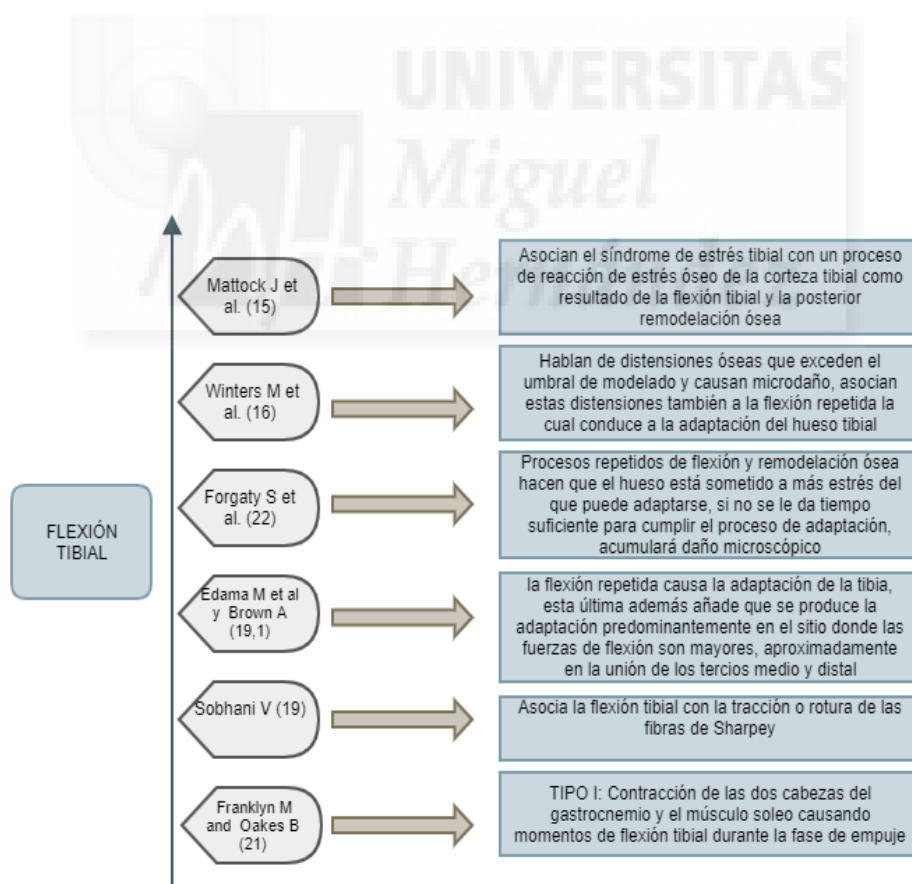 UNIVERSITAS
Miguel
Hernández
Mattock J et
al. (15)
Asocian el síndrome de estrés tibial con un proceso
de reacción de estrés óseo de la corteza tibial como
resultado de la flexión tibial y la posterior
remodelación ósea
Winters M et
al. (16)
Hablan de distensiones óseas que exceden el
umbral de modelado y causan microdaño, asocian
estas distensiones también a la flexión repetida la
cual conduce a la adaptación del hueso tibial
FLEXIÓN
TIBIAL
Forgaty S et
al. (22)
Procesos repetidos de flexión y remodelación ósea
hacen que el hueso está sometido a más estrés del
que puede adaptarse, si no se le da tiempo
suficiente para cumplir el proceso de adaptación,
acumulará daño microscópico
Edama M et al
y Brown A
(19,1)
la flexión repetida causa la adaptación de la tibia,
esta última además añade que se produce la
adaptación predominantemente en el sitio donde las
fuerzas de flexión son mayores, aproximadamente
en la unión de los tercios medio y distal
Sobhani V (19)
Asocia la flexión tibial con la tracción o rotura de las
fibras de Sharpey
Franklyn M
and Oakes B
(21)
TIPO I: Contracción de las dos cabezas del
gastrocnemio y el músculo soleo causando
momentos de flexión tibial durante la fase de empuje